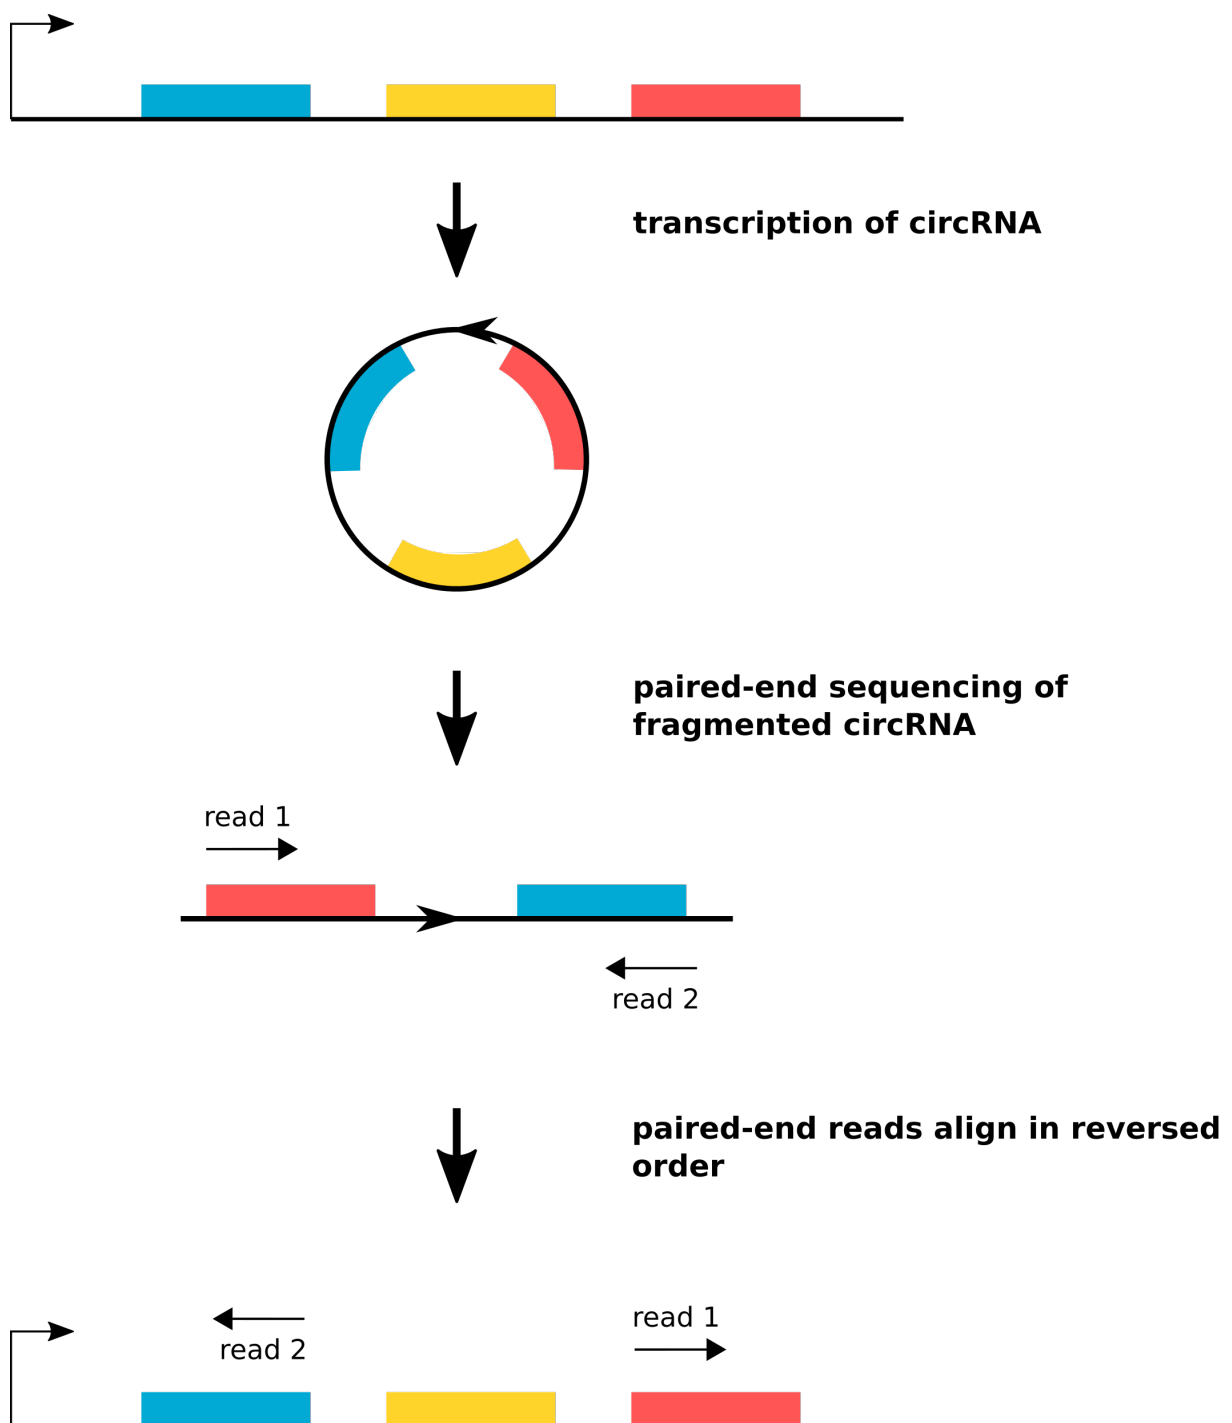 transcription of circRNA
paired-end sequencing of
fragmented circRNA
read 1
read 2
paired-end reads align in reversed
order
read 1
read 2